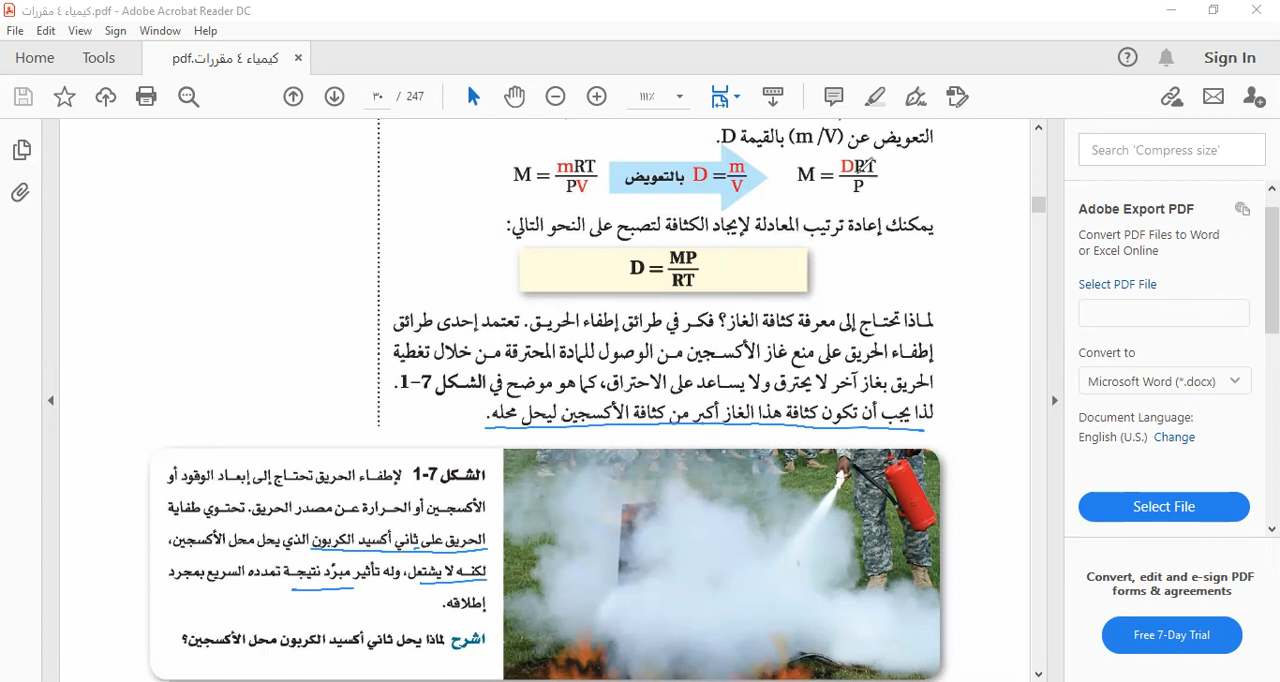 كيمياء ٤ مقررات.pdf - Adobe Acrobat Reader DC
File Edit View Sign Window Help
Home Tools كيمياء ٤ مقررات.pdf × Sign In
٣٠ / 247 ١١١٪
التعويض عن (m /V) بالقيمة D.
M = mRT/PV بالتعويض D = m/V M = DRT/P
يمكنك إعادة ترتيب المعادلة لإيجاد الكثافة لتصبح على النحو التالي:
D = MP/RT
لماذا تحتاج إلى معرفة كثافة الغاز؟ فكر في طرائق إطفاء الحريق. تعتمد إحدى طرائق
إطفاء الحريق على منع غاز الأكسجين من الوصول للمادة المحترقة من خلال تغطية
الحريق بغاز آخر لا يحترق ولا يساعد على الاحتراق، كما هو موضح في الشكل 7-1.
لذا يجب أن تكون كثافة هذا الغاز أكبر من كثافة الأكسجين ليحل محله.
الشكل 7-1 لإطفاء الحريق تحتاج إلى إبعاد الوقود أو
الأكسجين أو الحرارة عن مصدر الحريق. تحتوي طفاية
الحريق على ثاني أكسيد الكربون الذي يحل محل الأكسجين،
لكنه لا يشتعل، وله تأثير مبرّد نتيجة تمدده السريع بمجرد
إطلاقه.
اشرح لماذا يحل ثاني أكسيد الكربون محل الأكسجين؟
Search 'Compress size'
Adobe Export PDF
Convert PDF Files to Word
or Excel Online
Select PDF File
Convert to
Microsoft Word (*.docx)
Document Language:
English (U.S.) Change
Select File
Convert, edit and e-sign PDF
forms & agreements
Free 7-Day Trial